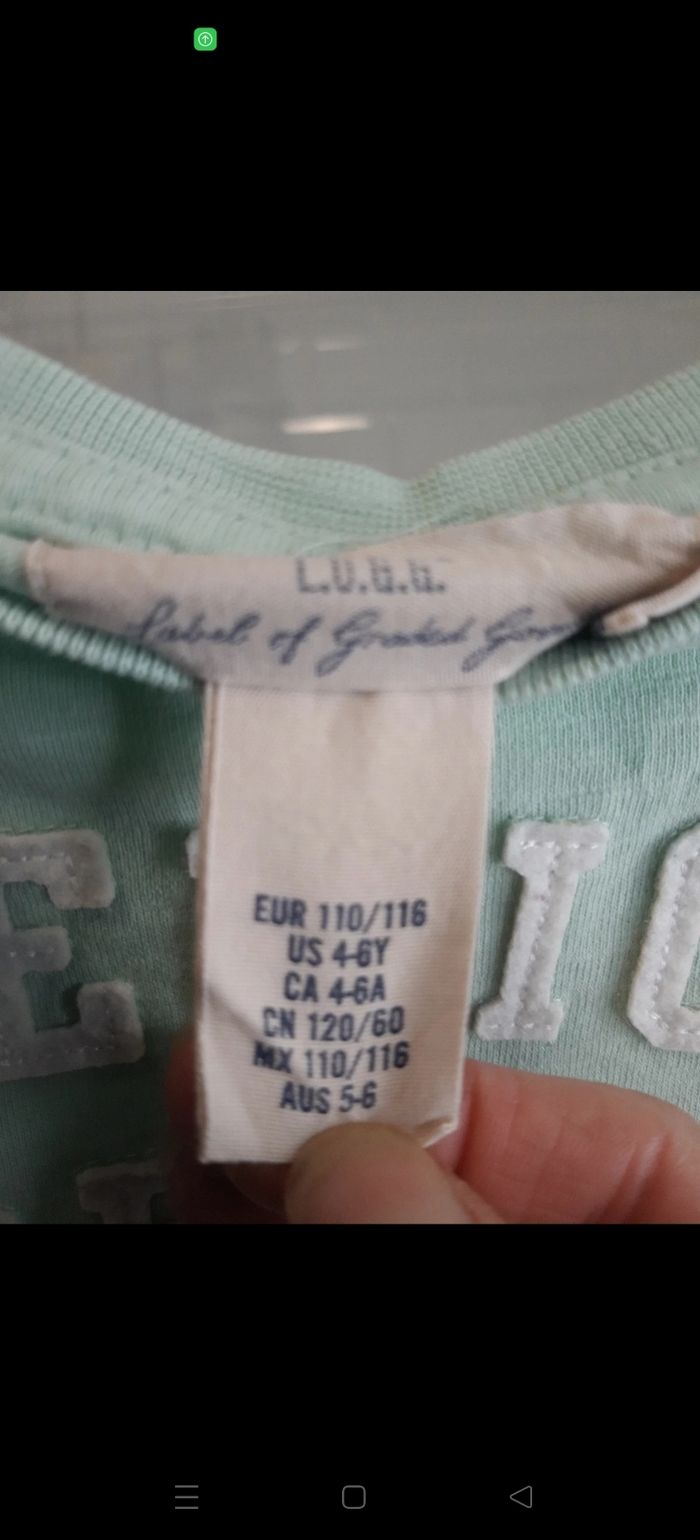 L.O.G.G.
Label of Graded Goo
EUR 110/116
US 4-6Y
CA 4-6A
CN 120/60
MX 110/116
AUS 5-6
E
I